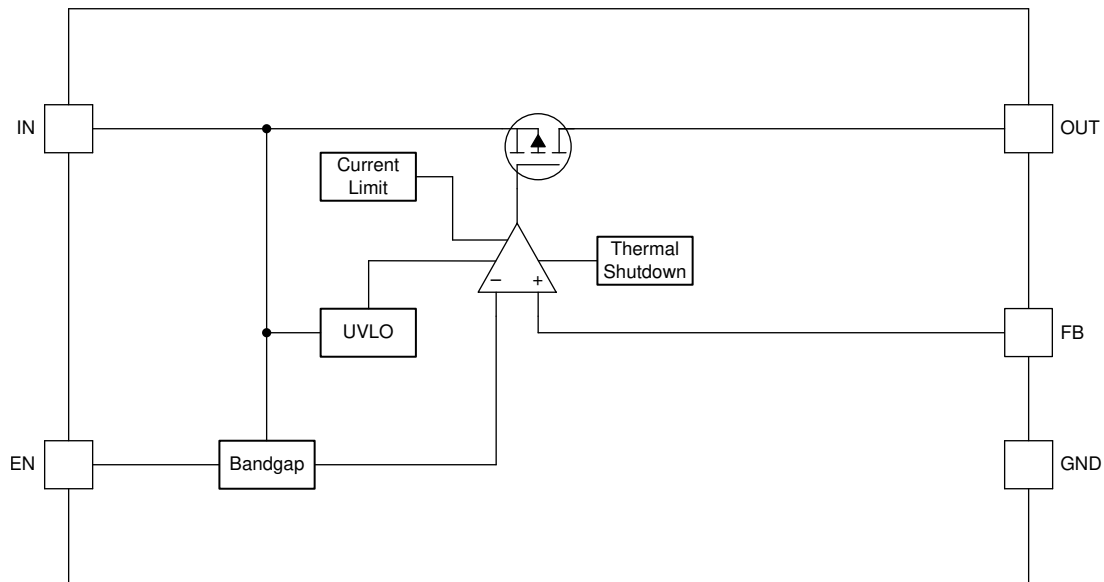 IN
OUT
Current
Limit
Thermal
Shutdown
− +
UVLO
FB
EN
Bandgap
GND